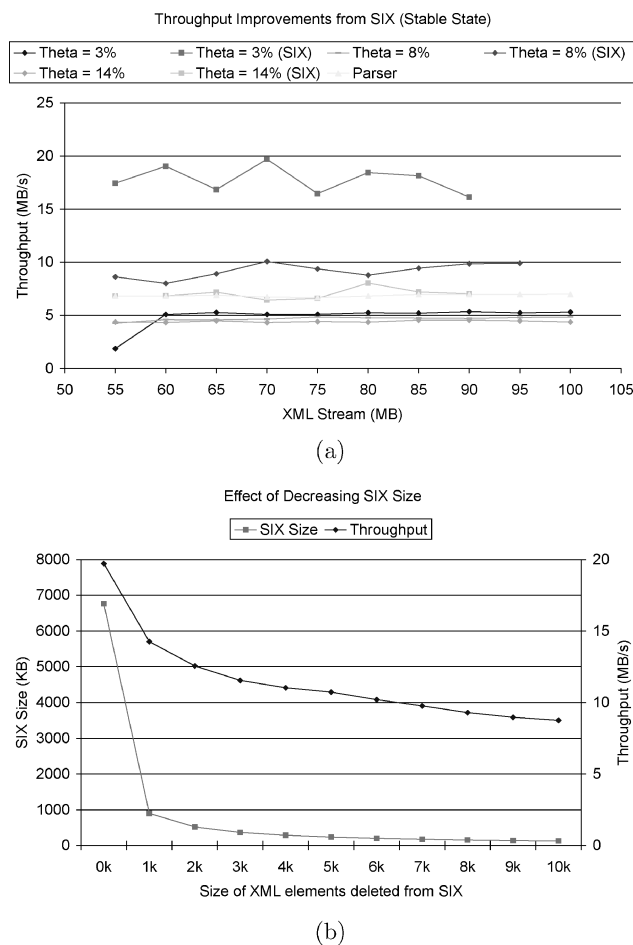 Throughput Improvements from SIX (Stable State)
Theta = 3% Theta = 3% (SIX) Theta = 8% Theta = 8% (SIX)
Theta = 14% Theta = 14% (SIX) Parser
25
20
15
10
5
0
Throughput (MB/s)
50 55 60 65 70 75 80 85 90 95 100 105
XML Stream (MB)
(a)
Effect of Decreasing SIX Size
SIX Size Throughput
8000 20
7000
6000 15
5000
4000 10
3000
2000 5
1000
0 0
SIX Size (KB)
Throughput (MB/s)
0k 1k 2k 3k 4k 5k 6k 7k 8k 9k 10k
Size of XML elements deleted from SIX
(b)